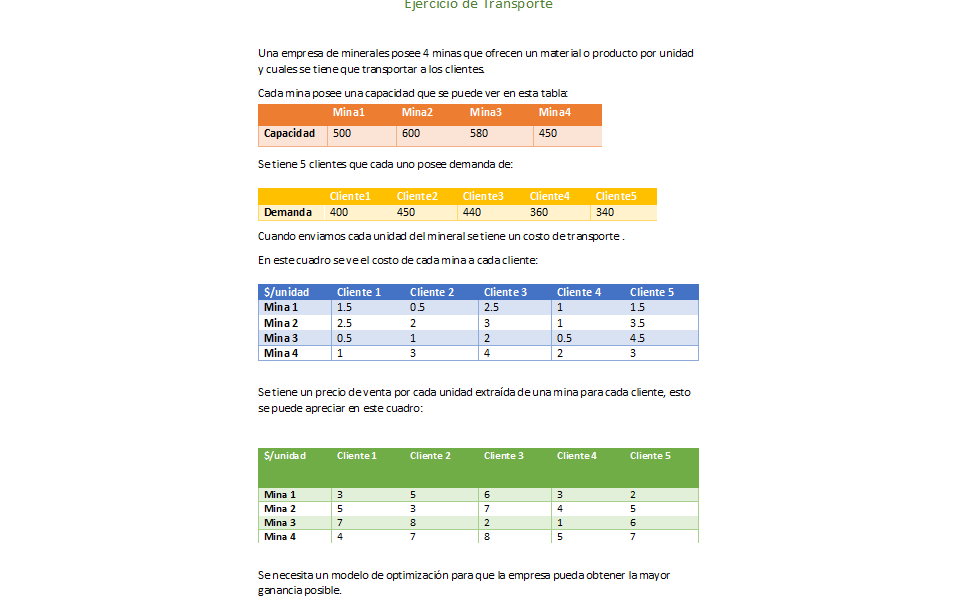 Ejercicio de Transporte
Una empresa de minerales posee 4 minas que ofrecen un material o producto por unidad
y cuales se tiene que transportar a los clientes.
Cada mina posee una capacidad que se puede ver en esta tabla:
Mina1 Mina2 Mina3 Mina4
Capacidad 500 600 580 450
Se tiene 5 clientes que cada uno posee demanda de:
Cliente1 Cliente2 Cliente3 Cliente4 Cliente5
Demanda 400 450 440 360 340
Cuando enviamos cada unidad del mineral se tiene un costo de transporte .
En este cuadro se ve el costo de cada mina a cada cliente:
$/unidad Cliente 1 Cliente 2 Cliente 3 Cliente 4 Cliente 5
Mina 1 1.5 0.5 2.5 1 1.5
Mina 2 2.5 2 3 1 3.5
Mina 3 0.5 1 2 0.5 4.5
Mina 4 1 3 4 2 3
Se tiene un precio de venta por cada unidad extraída de una mina para cada cliente, esto
se puede apreciar en este cuadro:
$/unidad Cliente 1 Cliente 2 Cliente 3 Cliente 4 Cliente 5
Mina 1 3 5 6 3 2
Mina 2 5 3 7 4 5
Mina 3 7 8 2 1 6
Mina 4 4 7 8 5 7
Se necesita un modelo de optimización para que la empresa pueda obtener la mayor
ganancia posible.